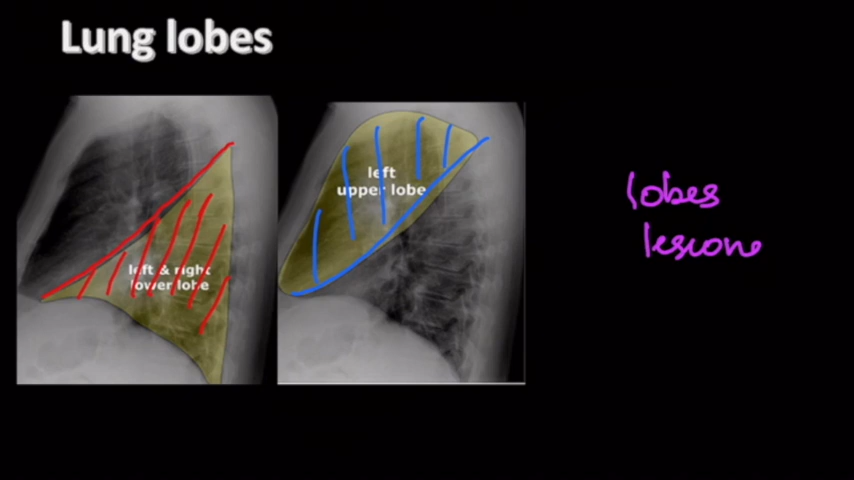 Lung lobes
left & right
lower lobe
left
upper lobe
lobes
lesions